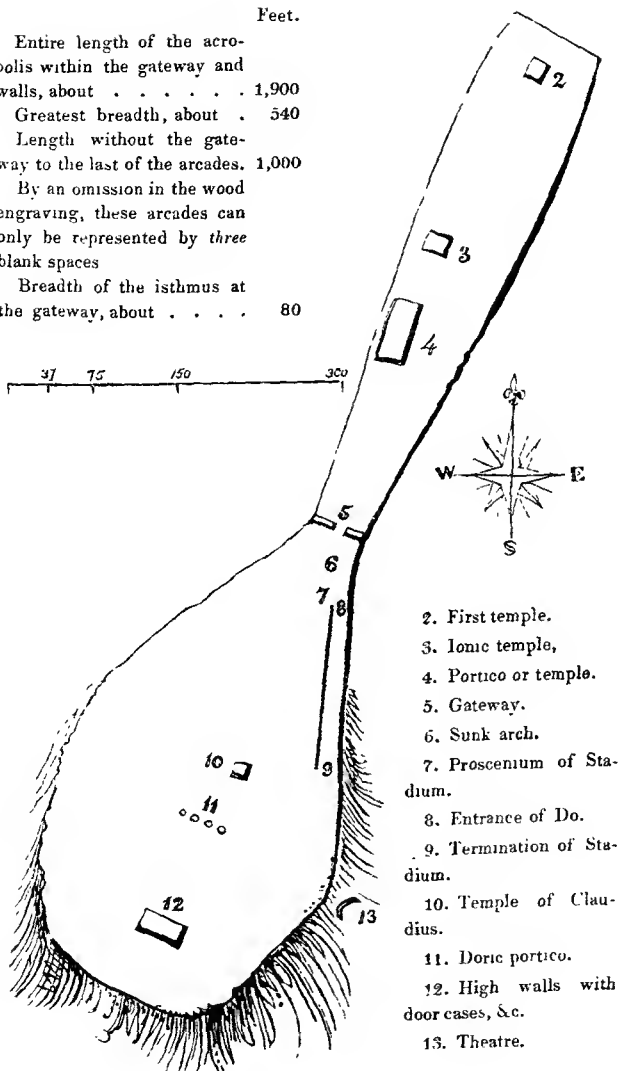 Feet.
Entire length of the acro-
polis within the gateway and
walls, about . . . . . . 1,900
Greatest breadth, about . 540
Length without the gate-
way to the last of the arcades. 1,000
By an omission in the wood
engraving, these arcades can
only be represented by three
blank spaces
Breadth of the isthmus at
the gateway, about . . . . 80
37 75 150 300
2
3
4
W E
S
5
6
7 8
9
10
11
12
13
2. First temple.
3. Ionic temple,
4. Portico or temple.
5. Gateway.
6. Sunk arch.
7. Proscenium of Sta-
dium.
8. Entrance of Do.
9. Termination of Sta-
dium.
10. Temple of Clau-
dius.
11. Doric portico.
12. High walls with
door cases, &c.
13. Theatre.